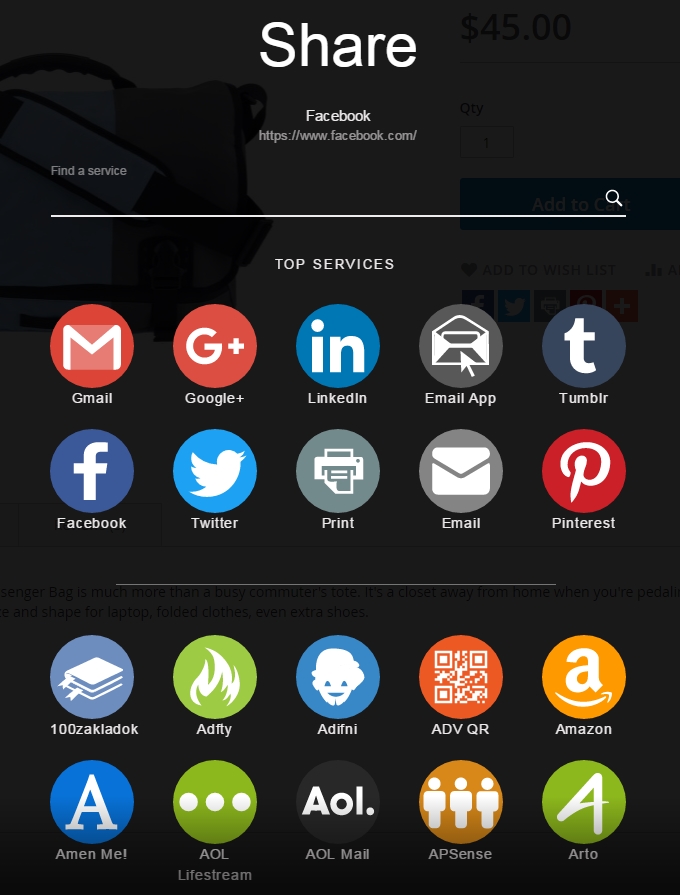 Share
$45.00
Facebook
https://www.facebook.com/
Qty
1
Find a service
Add to Cart
TOP SERVICES
ADD TO WISH LIST
Gmail
Google+
LinkedIn
Email App
Tumblr
Facebook
Twitter
Print
Email
Pinterest
senger Bag is much more than a busy commuter's tote. It's a closet away from home when you're pedali
e and shape for laptop, folded clothes, even extra shoes.
100zakladok
Adfty
Adifni
ADV QR
Amazon
Aol.
Amen Me!
AOL
Lifestream
AOL Mail
APSense
Arto